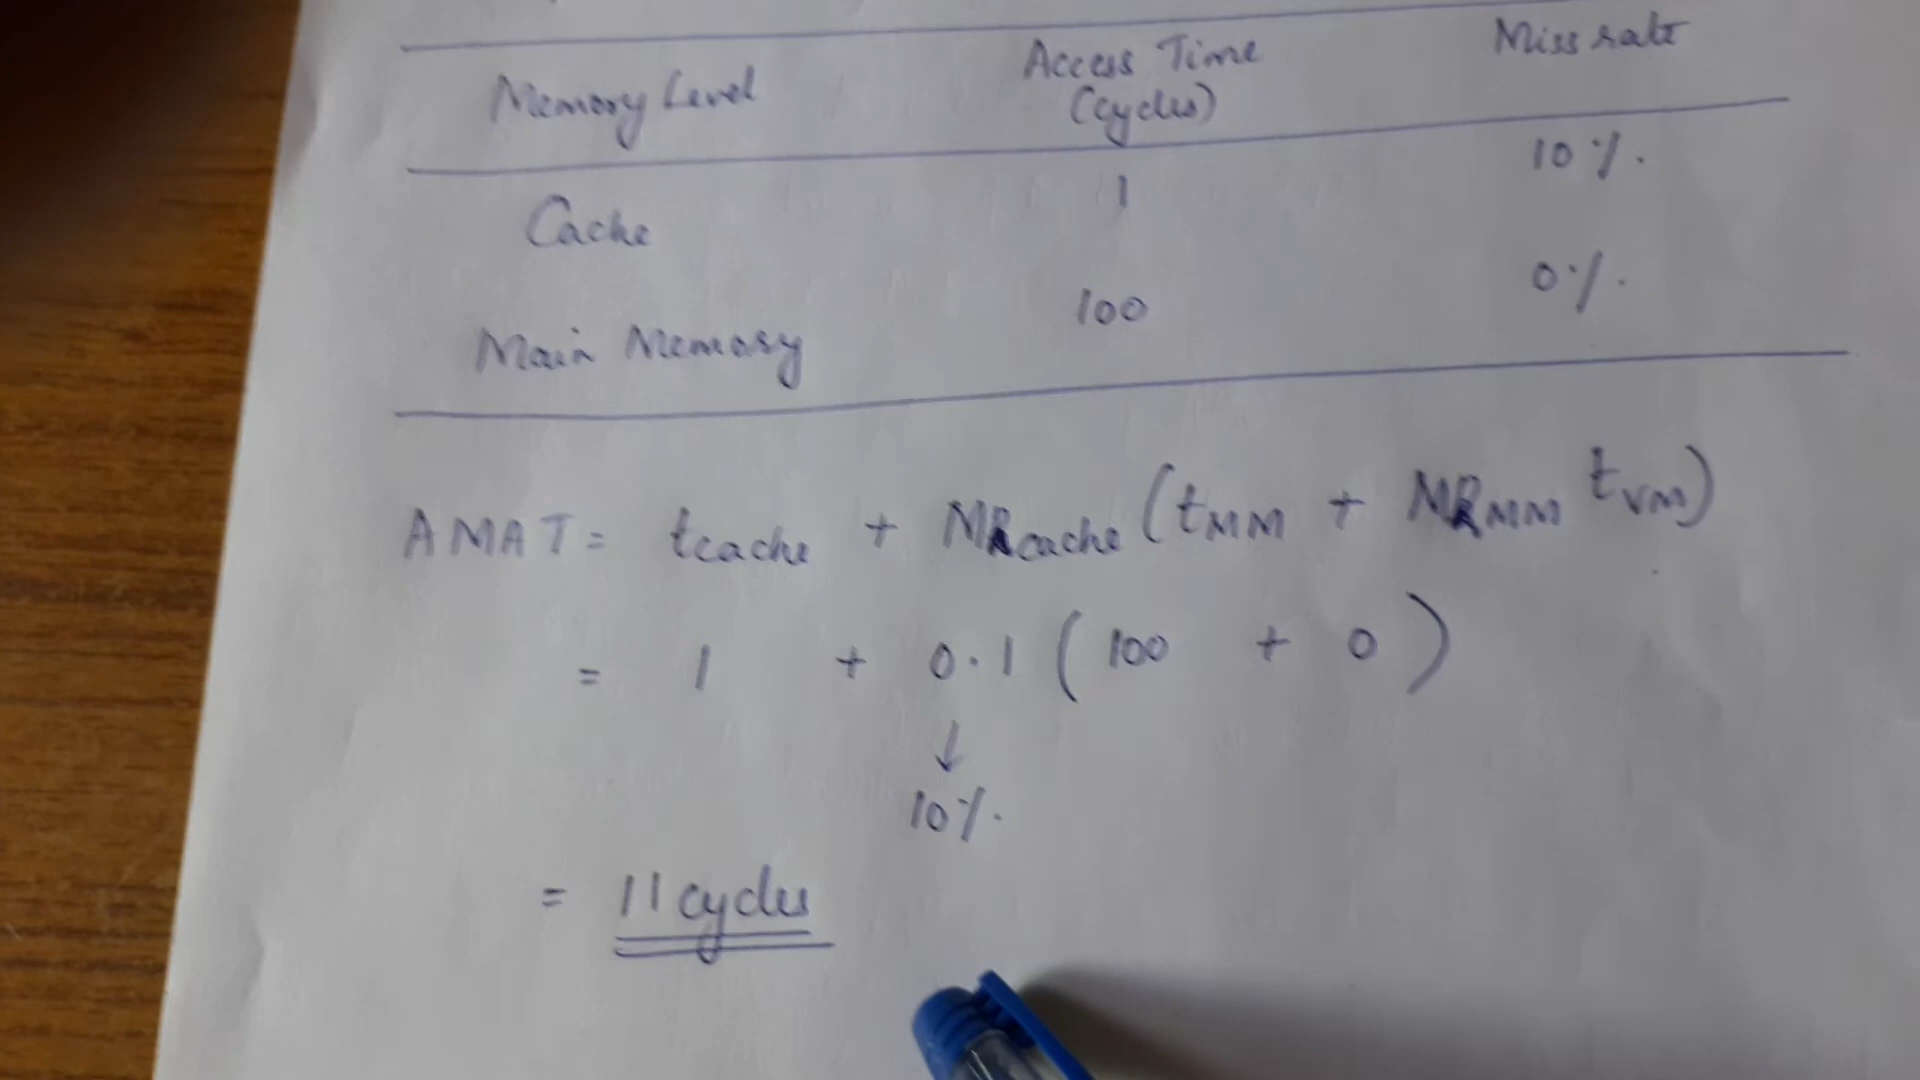 Memory Level Access Time (cycles) Miss rate
Cache 1 10%.
Main Memory 100 0%.
AMAT = tcache + MRcache (tMM + MRMM tVM)
= 1 + 0.1 (100 + 0)
↓
10%.
= 11 cycles